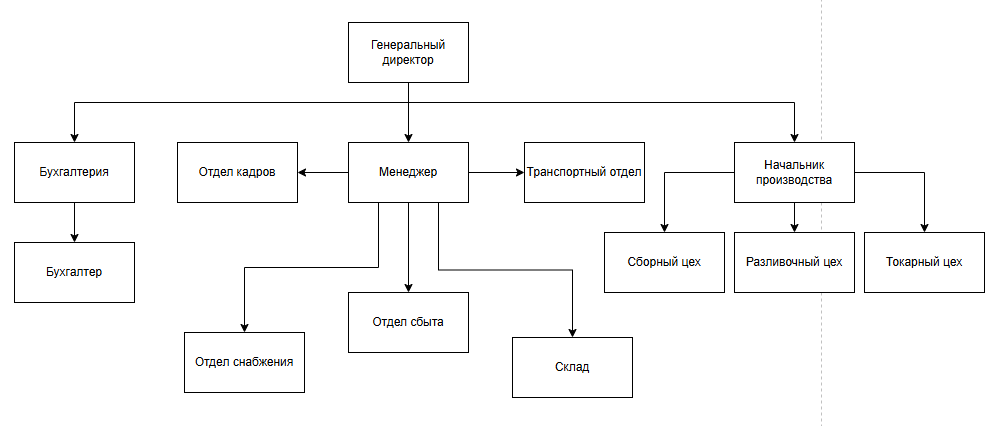 Генеральный
директор
Бухгалтерия
Отдел кадров
Менеджер
Транспортный отдел
Начальник
производства
Бухгалтер
Сборный цех
Разливочный цех
Токарный цех
Отдел снабжения
Отдел сбыта
Склад